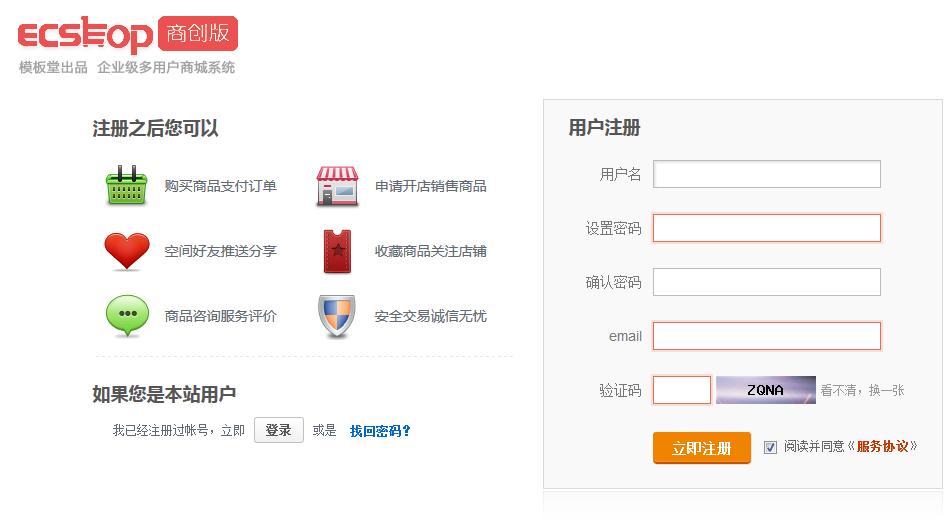 ecshop 商创版
模板堂出品 企业级多用户商城系统
注册之后您可以
购买商品支付订单
申请开店销售商品
空间好友推送分享
收藏商品关注店铺
商品咨询服务评价
安全交易诚信无忧
如果您是本站用户
我已经注册过帐号，立即 登录 或是 找回密码?
用户注册
用户名
设置密码
确认密码
email
验证码 ZQNA 看不清，换一张
立即注册 阅读并同意《服务协议》